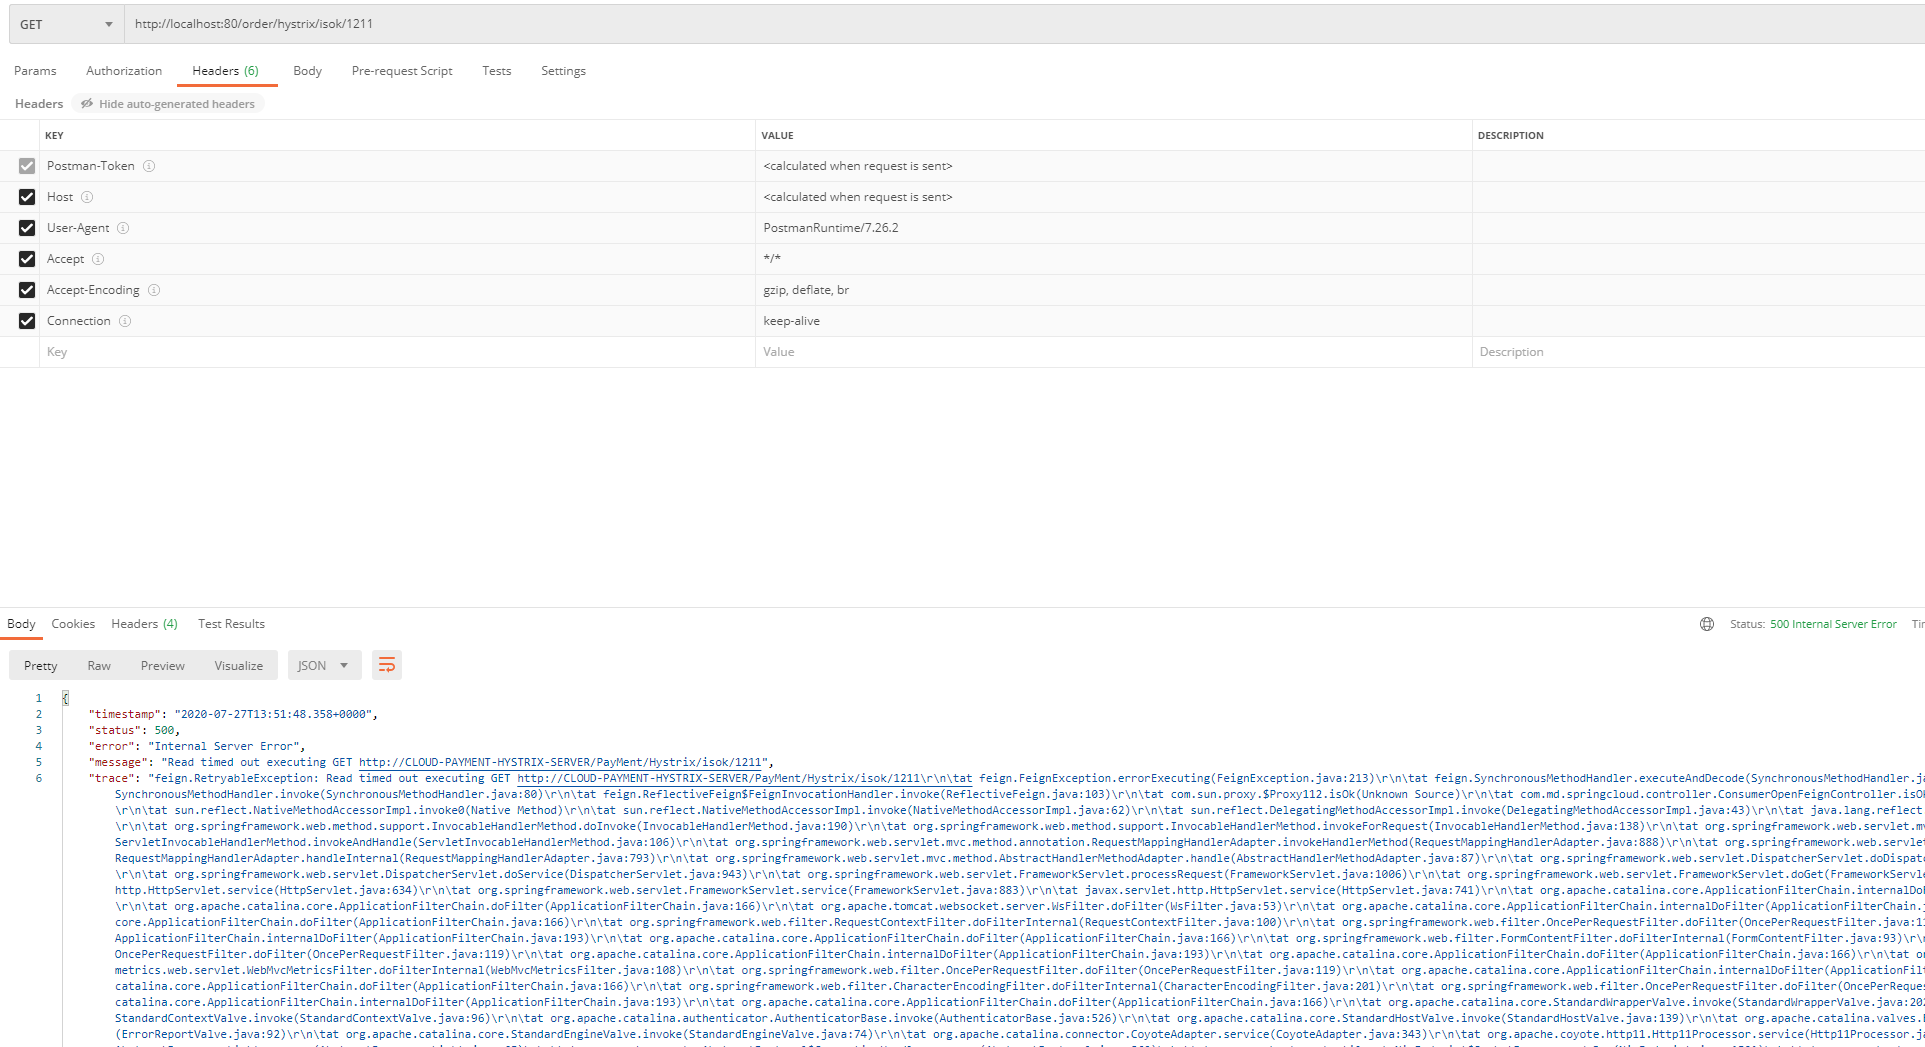 GET http://localhost:80/order/hystrix/isok/1211
Params Authorization Headers (6) Body Pre-request Script Tests Settings
Headers Hide auto-generated headers
KEY VALUE DESCRIPTION
Postman-Token <calculated when request is sent>
Host <calculated when request is sent>
User-Agent PostmanRuntime/7.26.2
Accept */*
Accept-Encoding gzip, deflate, br
Connection keep-alive
Key Value Description
Body Cookies Headers (4) Test Results Status: 500 Internal Server Error
Pretty Raw Preview Visualize JSON
1 {
2 "timestamp": "2020-07-27T13:51:48.358+0000",
3 "status": 500,
4 "error": "Internal Server Error",
5 "message": "Read timed out executing GET http://CLOUD-PAYMENT-HYSTRIX-SERVER/PayMent/Hystrix/isok/1211",
6 "trace": "feign.RetryableException: Read timed out executing GET http://CLOUD-PAYMENT-HYSTRIX-SERVER/PayMent/Hystrix/isok/1211\r\n\tat feign.FeignException.errorExecuting(FeignException.java:213)\r\n\tat feign.SynchronousMethodHandler.executeAndDecode(SynchronousMethodHandler.ja
SynchronousMethodHandler.invoke(SynchronousMethodHandler.java:80)\r\n\tat feign.ReflectiveFeign$FeignInvocationHandler.invoke(ReflectiveFeign.java:103)\r\n\tat com.sun.proxy.$Proxy112.isOk(Unknown Source)\r\n\tat com.md.springcloud.controller.ConsumerOpenFeignController.isOk
\r\n\tat sun.reflect.NativeMethodAccessorImpl.invoke0(Native Method)\r\n\tat sun.reflect.NativeMethodAccessorImpl.invoke(NativeMethodAccessorImpl.java:62)\r\n\tat sun.reflect.DelegatingMethodAccessorImpl.invoke(DelegatingMethodAccessorImpl.java:43)\r\n\tat java.lang.reflect
\r\n\tat org.springframework.web.method.support.InvocableHandlerMethod.doInvoke(InvocableHandlerMethod.java:190)\r\n\tat org.springframework.web.method.support.InvocableHandlerMethod.invokeForRequest(InvocableHandlerMethod.java:138)\r\n\tat org.springframework.web.servlet.mv
ServletInvocableHandlerMethod.invokeAndHandle(ServletInvocableHandlerMethod.java:106)\r\n\tat org.springframework.web.servlet.mvc.method.annotation.RequestMappingHandlerAdapter.invokeHandlerMethod(RequestMappingHandlerAdapter.java:888)\r\n\tat org.springframework.web.servlet
RequestMappingHandlerAdapter.handleInternal(RequestMappingHandlerAdapter.java:793)\r\n\tat org.springframework.web.servlet.mvc.method.AbstractHandlerMethodAdapter.handle(AbstractHandlerMethodAdapter.java:87)\r\n\tat org.springframework.web.servlet.DispatcherServlet.doDispat
\r\n\tat org.springframework.web.servlet.DispatcherServlet.doService(DispatcherServlet.java:943)\r\n\tat org.springframework.web.servlet.FrameworkServlet.processRequest(FrameworkServlet.java:1006)\r\n\tat org.springframework.web.servlet.FrameworkServlet.doGet(FrameworkServle
http.HttpServlet.service(HttpServlet.java:634)\r\n\tat org.springframework.web.servlet.FrameworkServlet.service(FrameworkServlet.java:883)\r\n\tat javax.servlet.http.HttpServlet.service(HttpServlet.java:741)\r\n\tat org.apache.catalina.core.ApplicationFilterChain.internalDo
\r\n\tat org.apache.catalina.core.ApplicationFilterChain.doFilter(ApplicationFilterChain.java:166)\r\n\tat org.apache.tomcat.websocket.server.WsFilter.doFilter(WsFilter.java:53)\r\n\tat org.apache.catalina.core.ApplicationFilterChain.internalDoFilter(ApplicationFilterChain.j
core.ApplicationFilterChain.doFilter(ApplicationFilterChain.java:166)\r\n\tat org.springframework.web.filter.RequestContextFilter.doFilterInternal(RequestContextFilter.java:100)\r\n\tat org.springframework.web.filter.OncePerRequestFilter.doFilter(OncePerRequestFilter.java:11
ApplicationFilterChain.internalDoFilter(ApplicationFilterChain.java:193)\r\n\tat org.apache.catalina.core.ApplicationFilterChain.doFilter(ApplicationFilterChain.java:166)\r\n\tat org.springframework.web.filter.FormContentFilter.doFilterInternal(FormContentFilter.java:93)\r\n
OncePerRequestFilter.doFilter(OncePerRequestFilter.java:119)\r\n\tat org.apache.catalina.core.ApplicationFilterChain.internalDoFilter(ApplicationFilterChain.java:193)\r\n\tat org.apache.catalina.core.ApplicationFilterChain.doFilter(ApplicationFilterChain.java:166)\r\n\tat or
metrics.web.servlet.WebMvcMetricsFilter.doFilterInternal(WebMvcMetricsFilter.java:108)\r\n\tat org.springframework.web.filter.OncePerRequestFilter.doFilter(OncePerRequestFilter.java:119)\r\n\tat org.apache.catalina.core.ApplicationFilterChain.internalDoFilter(Application
catalina.core.ApplicationFilterChain.doFilter(ApplicationFilterChain.java:166)\r\n\tat org.springframework.web.filter.CharacterEncodingFilter.doFilterInternal(CharacterEncodingFilter.java:201)\r\n\tat org.springframework.web.filter.OncePerRequestFilter.doFilter(OncePerReques
catalina.core.ApplicationFilterChain.internalDoFilter(ApplicationFilterChain.java:193)\r\n\tat org.apache.catalina.core.ApplicationFilterChain.doFilter(ApplicationFilterChain.java:166)\r\n\tat org.apache.catalina.core.StandardWrapperValve.invoke(StandardWrapperValve.java:202
StandardContextValve.invoke(StandardContextValve.java:96)\r\n\tat org.apache.catalina.authenticator.AuthenticatorBase.invoke(AuthenticatorBase.java:526)\r\n\tat org.apache.catalina.core.StandardHostValve.invoke(StandardHostValve.java:139)\r\n\tat org.apache.catalina.valves.
(ErrorReportValve.java:92)\r\n\tat org.apache.catalina.core.StandardEngineValve.invoke(StandardEngineValve.java:74)\r\n\tat org.apache.catalina.connector.CoyoteAdapter.service(CoyoteAdapter.java:343)\r\n\tat org.apache.coyote.http11.Http11Processor.service(Http11Processor.ja